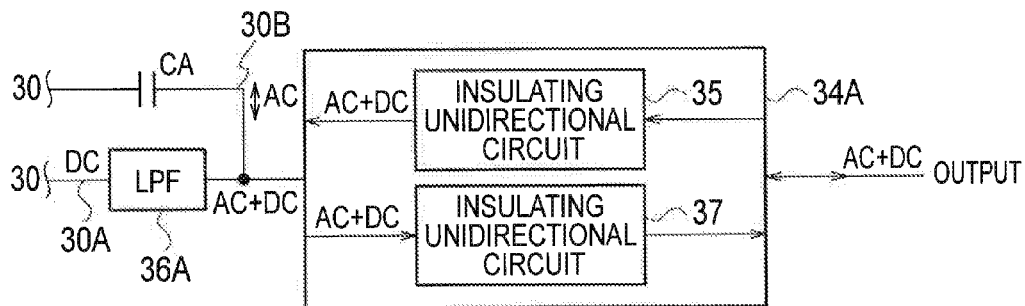 30B
30
CA
AC
AC+DC
INSULATING
UNIDIRECTIONAL
CIRCUIT
35
34A
30
DC
LPF
AC+DC
30A
36A
AC+DC
INSULATING
UNIDIRECTIONAL
CIRCUIT
37
AC+DC
OUTPUT